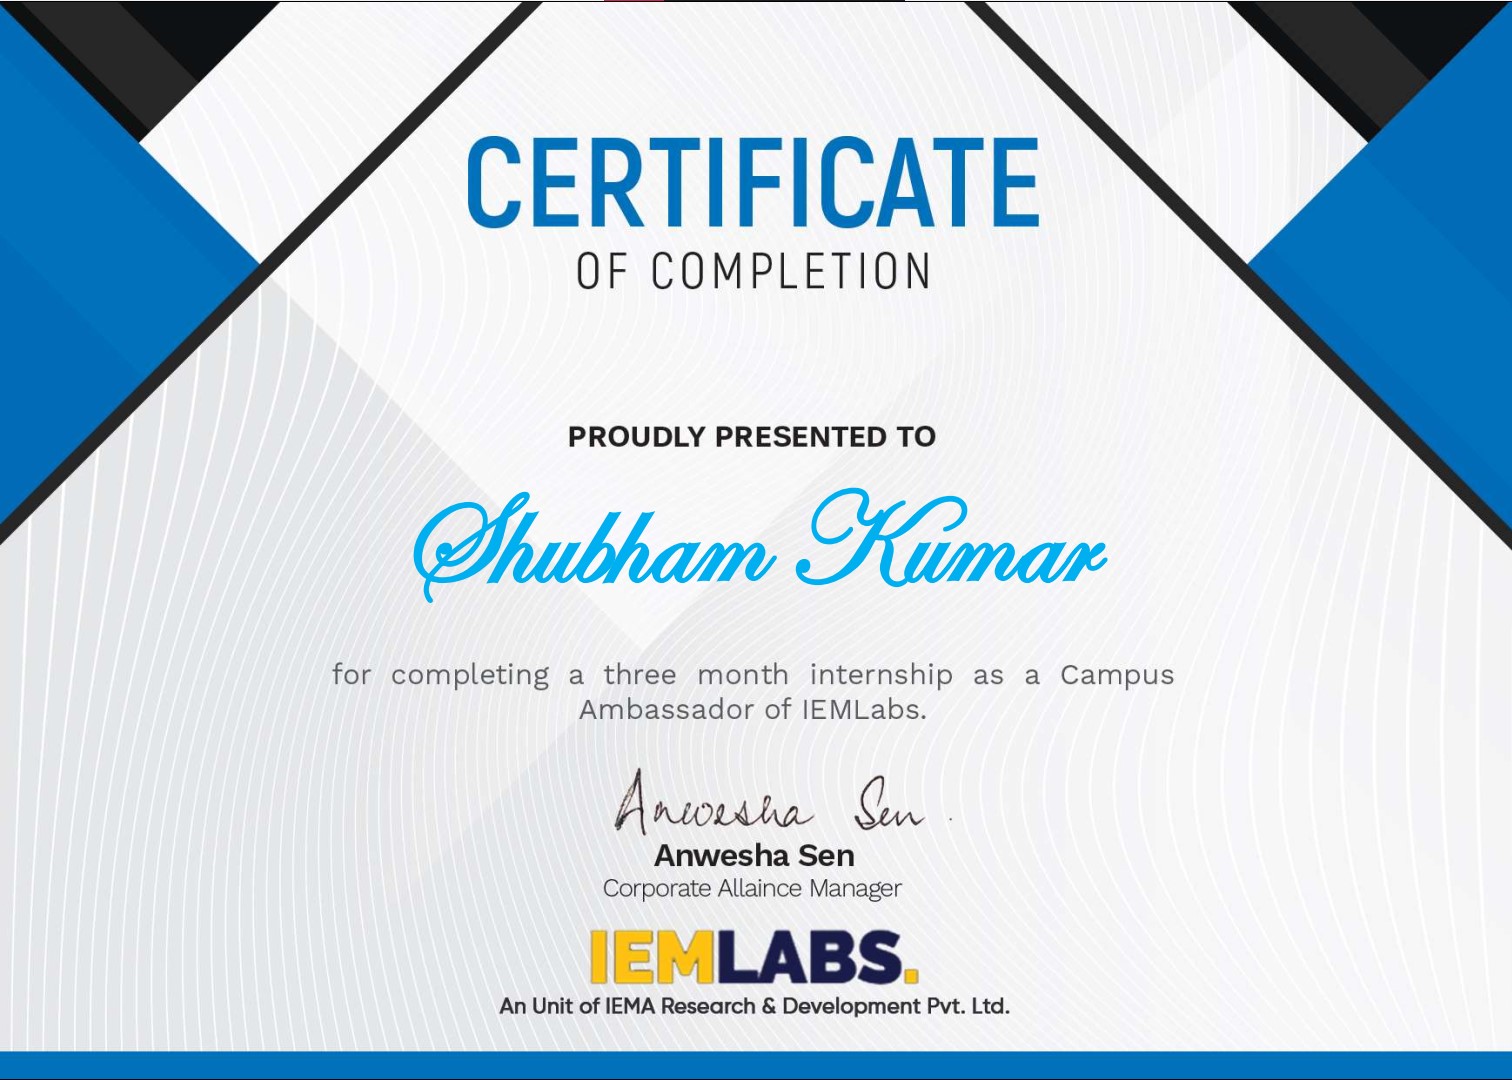 CERTIFICATE
OF COMPLETION
PROUDLY PRESENTED TO
Shubham Kumar
for completing a three month internship as a Campus
Ambassador of IEMLabs.
Anwesha Sen
Anwesha Sen
Corporate Allaince Manager
IEMLABS.
An Unit of IEMA Research & Development Pvt. Ltd.